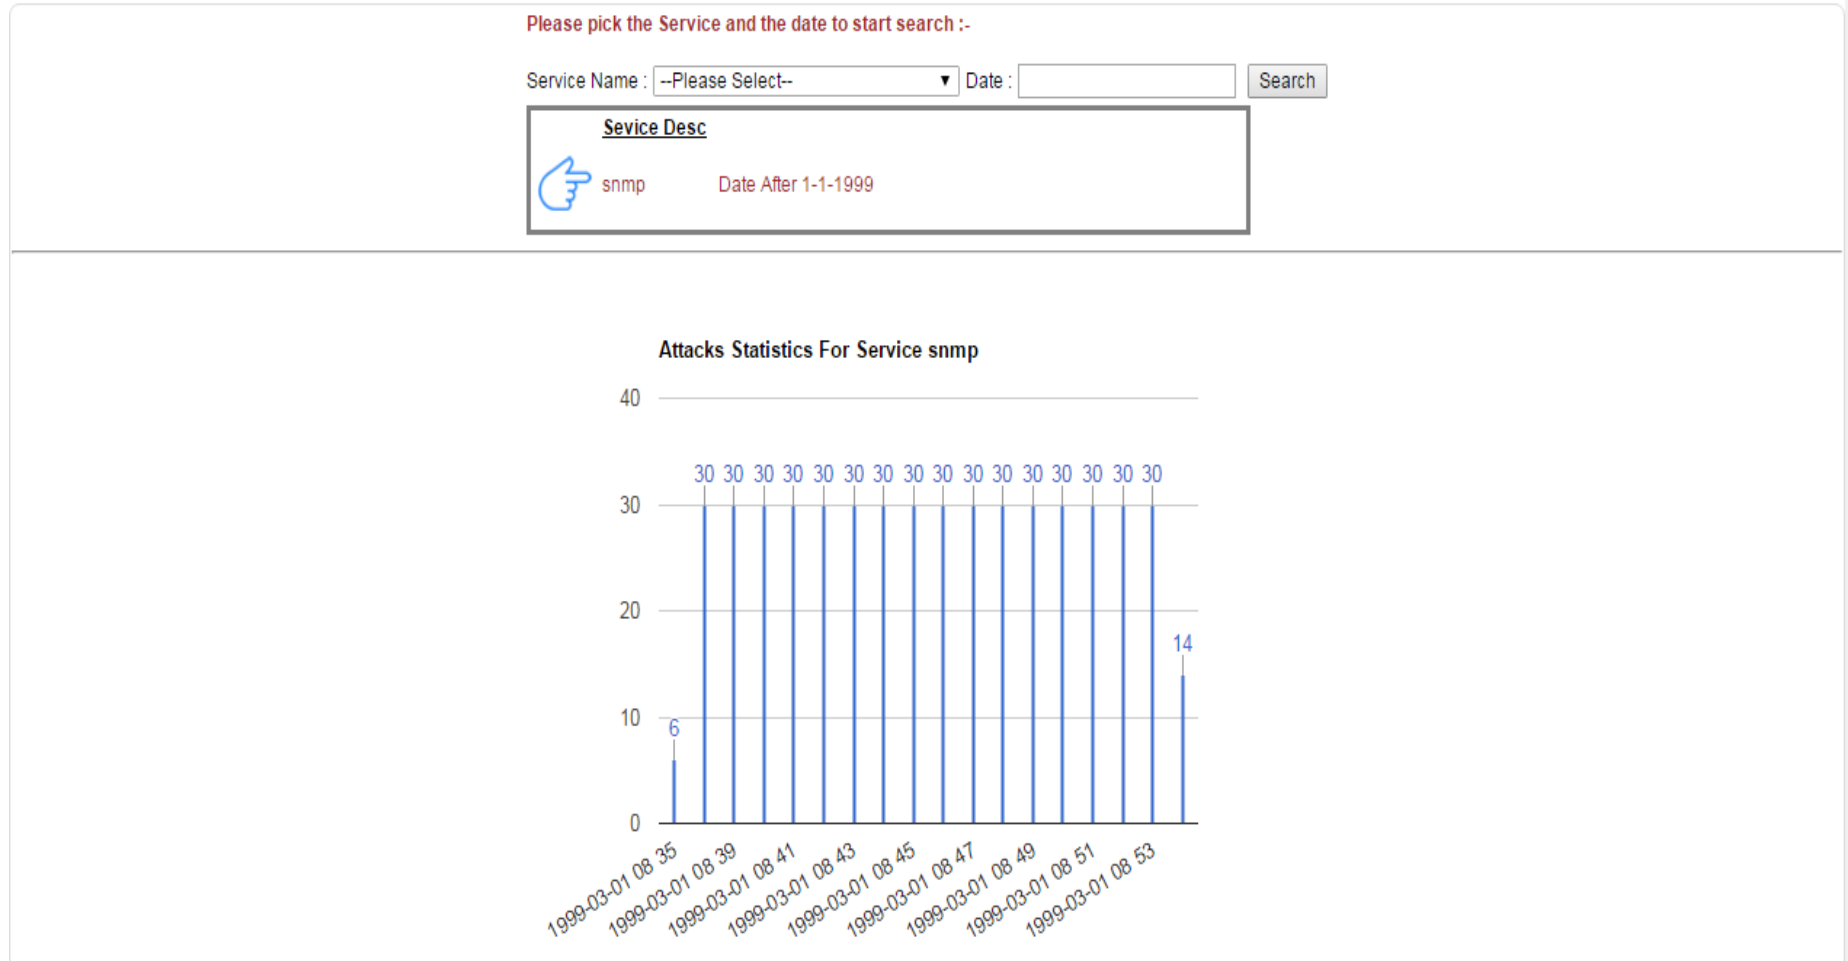 Please pick the Service and the date to start search :-
Service Name : --Please Select-- Date : Search
Sevice Desc
snmp Date After 1-1-1999
Attacks Statistics For Service snmp
40
30 30 30 30 30 30 30 30 30 30 30 30 30 30 30 30
30
20
14
10
6
0
1999-03-01 08 35
1999-03-01 08 39
1999-03-01 08 41
1999-03-01 08 43
1999-03-01 08 45
1999-03-01 08 47
1999-03-01 08 49
1999-03-01 08 51
1999-03-01 08 53